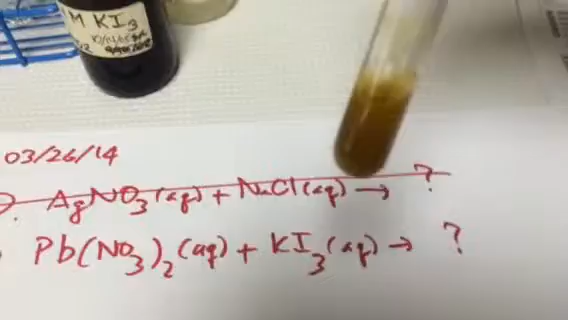 M KI3
03/26/14
AgNO3(aq) + NaCl(aq) → ?
Pb(NO3)2(aq) + KI3(aq) → ?